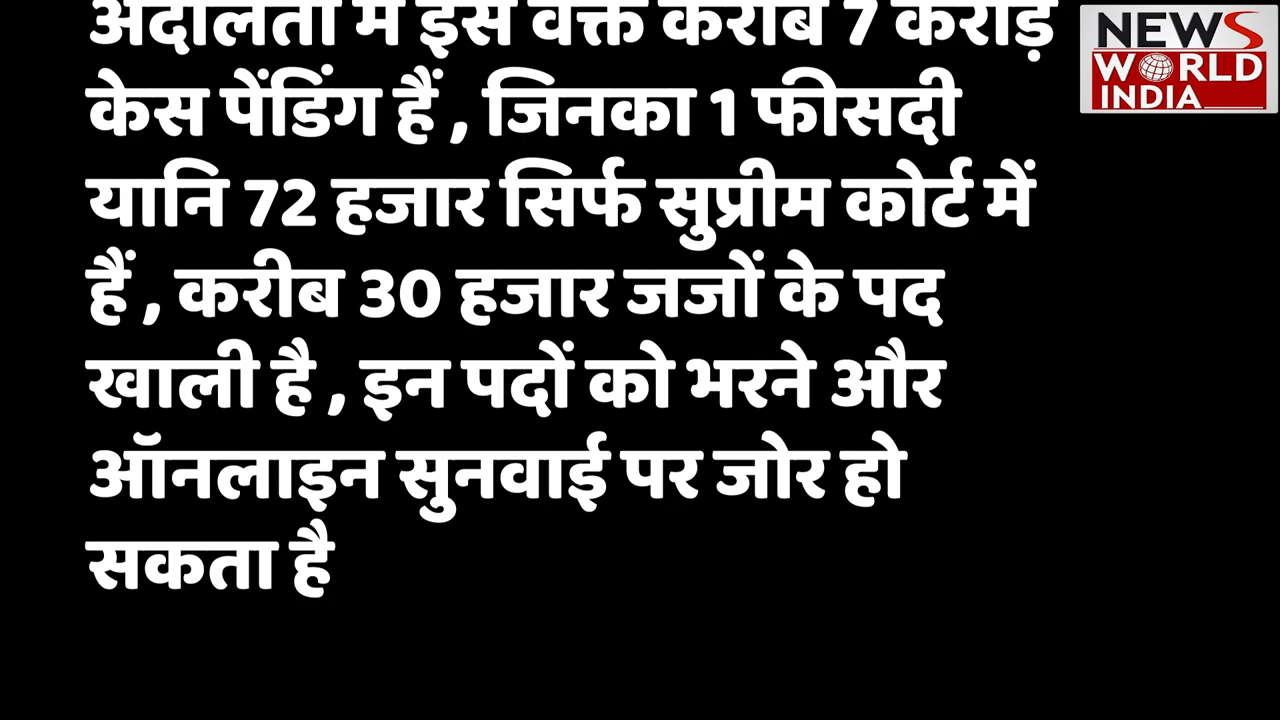 अदालतों में इस वक्त करीब 7 करोड़
केस पेंडिंग हैं , जिनका 1 फीसदी
यानि 72 हजार सिर्फ सुप्रीम कोर्ट में
हैं , करीब 30 हजार जजों के पद
खाली है , इन पदों को भरने और
ऑनलाइन सुनवाई पर जोर हो
सकता है
NEWS
WORLD
INDIA